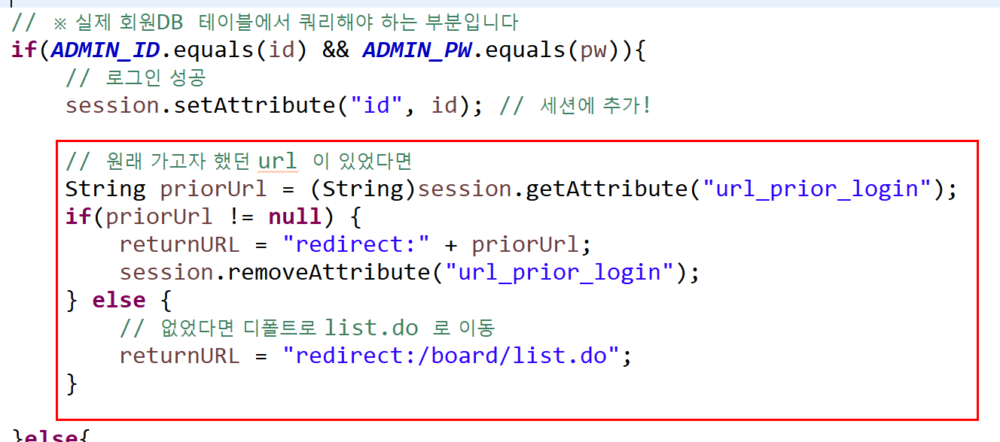 // ※ 실제 회원DB 테이블에서 쿼리해야 하는 부분입니다
if(ADMIN_ID.equals(id) && ADMIN_PW.equals(pw)){
// 로그인 성공
session.setAttribute("id", id); // 세션에 추가!
// 원래 가고자 했던 url 이 있었다면
String priorUrl = (String)session.getAttribute("url_prior_login");
if(priorUrl != null) {
returnURL = "redirect:" + priorUrl;
session.removeAttribute("url_prior_login");
} else {
// 없었다면 디폴트로 list.do 로 이동
returnURL = "redirect:/board/list.do";
}
}else{